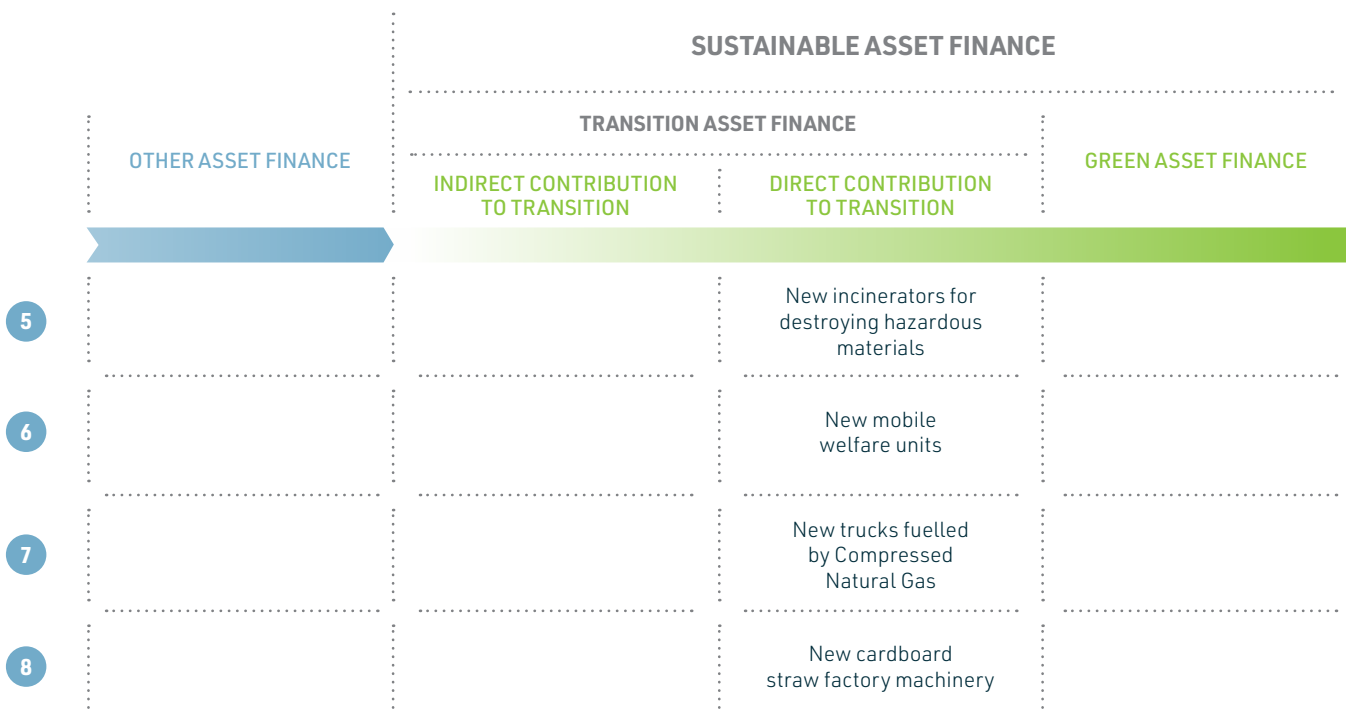 SUSTAINABLE ASSET FINANCE
TRANSITION ASSET FINANCE
OTHER ASSET FINANCE
GREEN ASSET FINANCE
INDIRECT CONTRIBUTION
TO TRANSITION
DIRECT CONTRIBUTION
TO TRANSITION
5
New incinerators for
destroying hazardous
materials
6
New mobile
welfare units
7
New trucks fuelled
by Compressed
Natural Gas
8
New cardboard
straw factory machinery